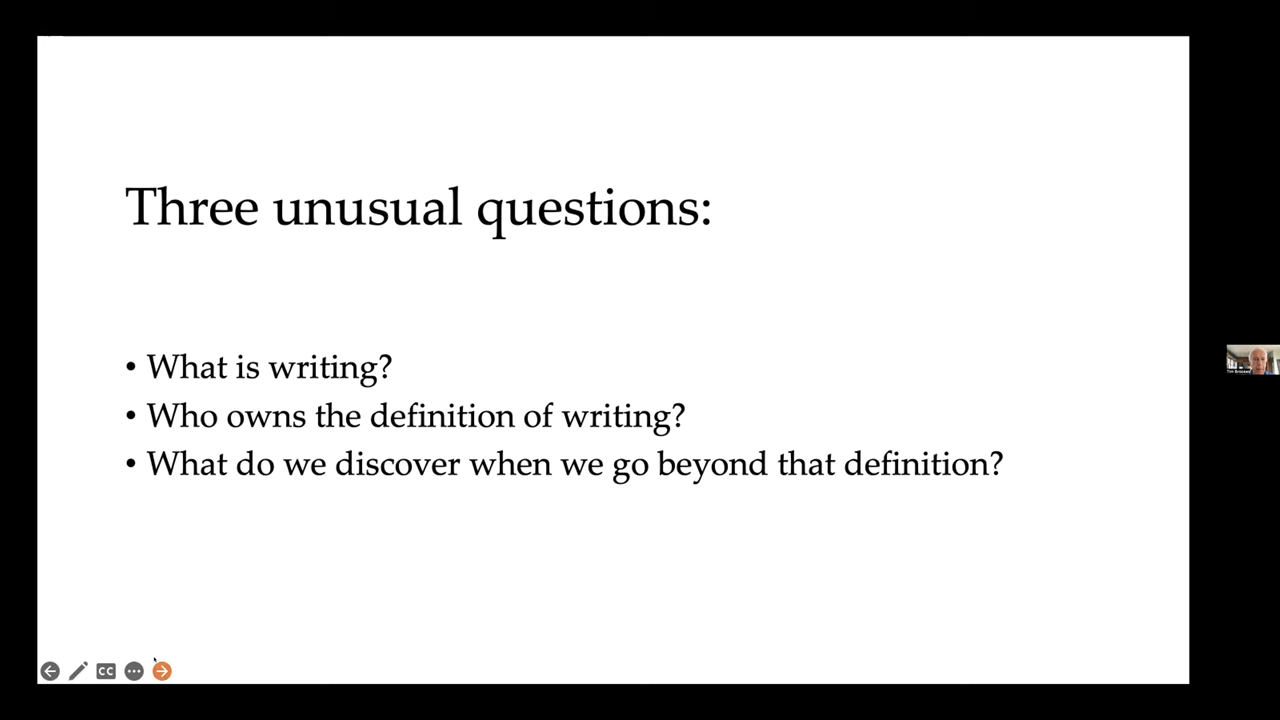 Three unusual questions:
• What is writing?
• Who owns the definition of writing?
• What do we discover when we go beyond that definition?
CC